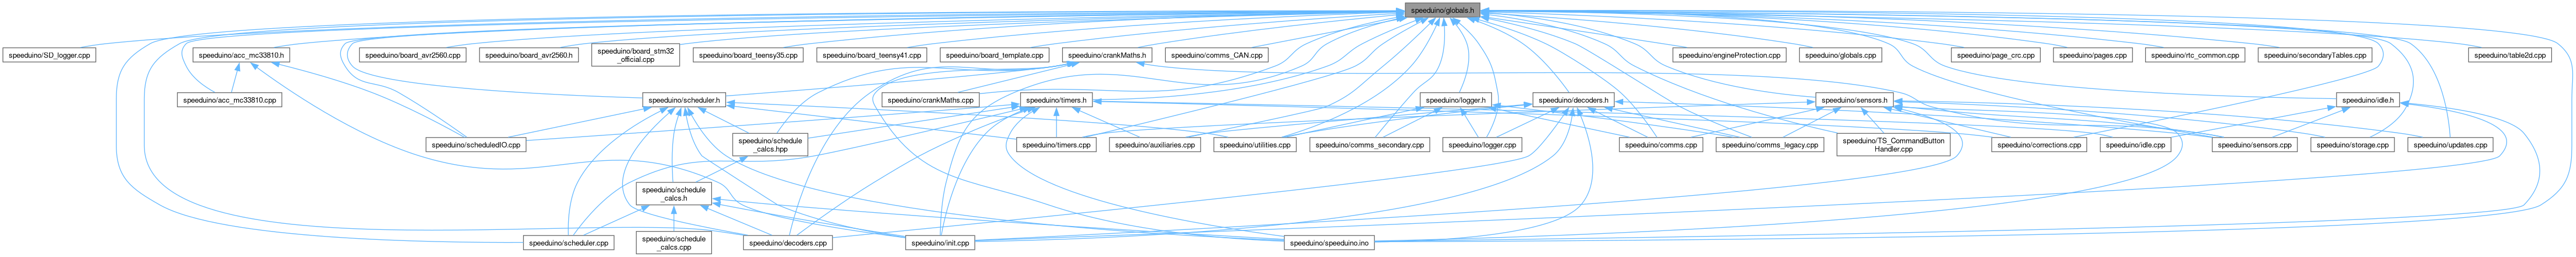 speeduino/globals.h
speeduino/SD_logger.cpp
speeduino/acc_mc33810.h
speeduino/board_avr2560.cpp
speeduino/board_avr2560.h
speeduino/board_stm32
_official.cpp
speeduino/board_teensy35.cpp
speeduino/board_teensy41.cpp
speeduino/board_template.cpp
speeduino/crankMaths.h
speeduino/comms_CAN.cpp
speeduino/engineProtection.cpp
speeduino/globals.cpp
speeduino/page_crc.cpp
speeduino/pages.cpp
speeduino/rtc_common.cpp
speeduino/secondaryTables.cpp
speeduino/table2d.cpp
speeduino/acc_mc33810.cpp
speeduino/scheduler.h
speeduino/crankMaths.cpp
speeduino/timers.h
speeduino/logger.h
speeduino/decoders.h
speeduino/sensors.h
speeduino/idle.h
speeduino/scheduledIO.cpp
speeduino/schedule
_calcs.hpp
speeduino/timers.cpp
speeduino/auxiliaries.cpp
speeduino/utilities.cpp
speeduino/comms_secondary.cpp
speeduino/logger.cpp
speeduino/comms.cpp
speeduino/comms_legacy.cpp
speeduino/TS_CommandButton
Handler.cpp
speeduino/corrections.cpp
speeduino/idle.cpp
speeduino/sensors.cpp
speeduino/storage.cpp
speeduino/updates.cpp
speeduino/schedule
_calcs.h
speeduino/scheduler.cpp
speeduino/schedule
_calcs.cpp
speeduino/decoders.cpp
speeduino/init.cpp
speeduino/speeduino.ino